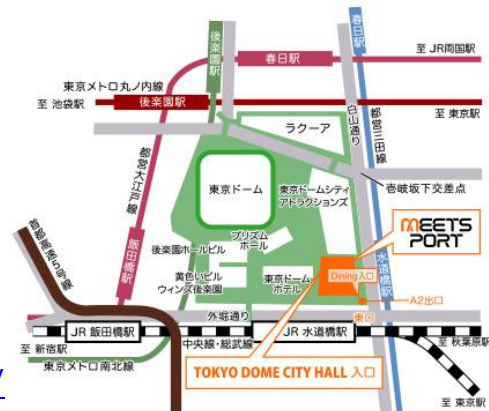 後楽園駅
春日駅
春日駅
至 JR両国駅
東京メトロ丸ノ内線
至 池袋駅
後楽園駅
至 東京駅
白山通り
都営三田線
ラクーア
都営大江戸線
東京ドーム
東京ドームシティ
アトラクションズ
壱岐坂下交差点
首都高速5号線
飯田橋駅
プリズム
ホール
後楽園ホールビル
MEETS
PORT
水道橋駅
黄色いビル
ウィンズ後楽園
東京ドーム
ホテル
Dining入口
A2出口
外堀通り
東口
JR 飯田橋駅
JR 水道橋駅
至 新宿駅
中央線・総武線
至 秋葉原駅
東京メトロ南北線
TOKYO DOME CITY HALL 入口
至 東京駅